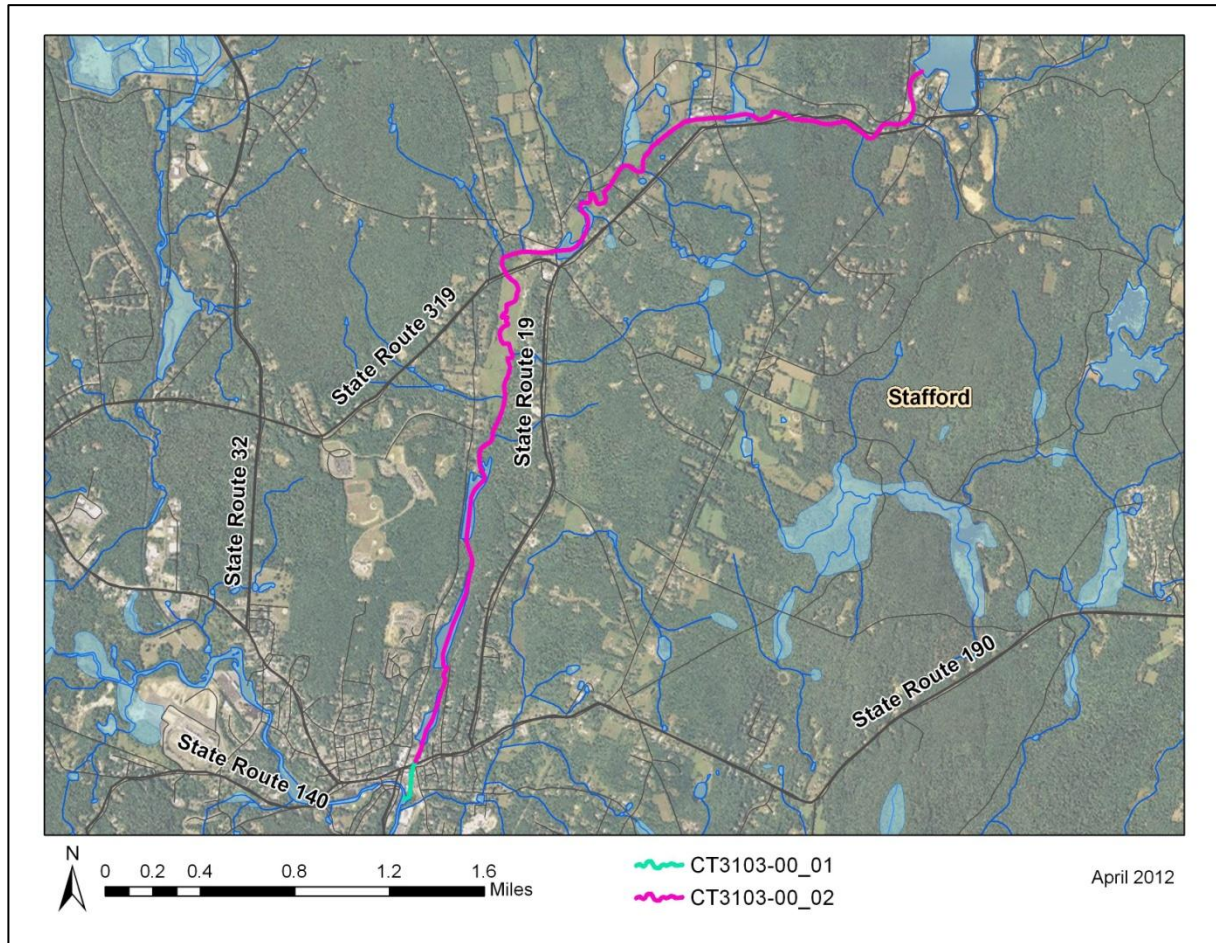 State Route 319
State Route 19
Stafford
State Route 32
State Route 190
State Route 140
N
0 0.2 0.4 0.8 1.2 1.6
Miles
CT3103-00_01
CT3103-00_02
April 2012